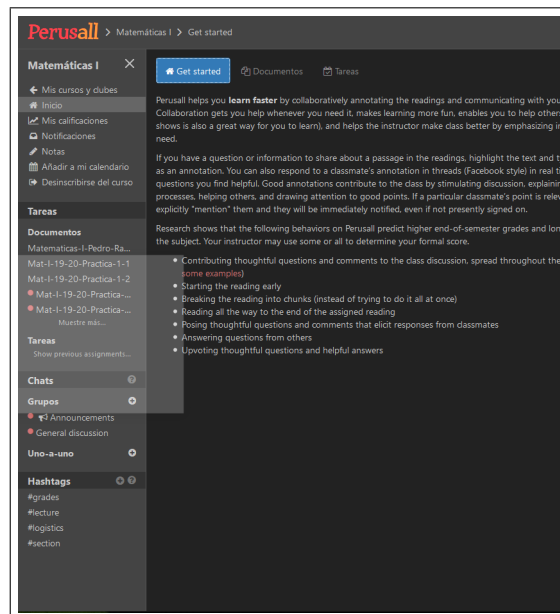 Perusall > Matemáticas I > Get started
Matemáticas I ×
Mis cursos y clubes
Inicio
Mis calificaciones
Notificaciones
Notas
Añadir a mi calendario
Desinscribirse del curso
Tareas
Documentos
Matematicas-I-Pedro-Ra...
Mat-I-19-20-Practica-1-1
Mat-I-19-20-Practica-1-2
Mat-I-19-20-Practica-...
Mat-I-19-20-Practica-...
Muestre más...
Tareas
Show previous assignments...
Chats
Grupos
Announcements
General discussion
Uno-a-uno
Hashtags
#grades
#lecture
#logistics
#section
Get started Documentos Tareas
Perusall helps you learn faster by collaboratively annotating the readings and communicating with you
Collaboration gets you help whenever you need it, makes learning more fun, enables you to help others
shows is also a great way for you to learn), and helps the instructor make class better by emphasizing in
need.
If you have a question or information to share about a passage in the readings, highlight the text and t
as an annotation. You can also respond to a classmate's annotation in threads (Facebook style) in real ti
questions you find helpful. Good annotations contribute to the class by stimulating discussion, explainin
processes, helping others, and drawing attention to good points. If a particular classmate's point is relev
explicitly "mention" them and they will be immediately notified, even if not presently signed on.
Research shows that the following behaviors on Perusall predict higher end-of-semester grades and lon
the subject. Your instructor may use some or all to determine your formal score.
• Contributing thoughtful questions and comments to the class discussion, spread throughout the
some examples)
• Starting the reading early
• Breaking the reading into chunks (instead of trying to do it all at once)
• Reading all the way to the end of the assigned reading
• Posing thoughtful questions and comments that elicit responses from classmates
• Answering questions from others
• Upvoting thoughtful questions and helpful answers